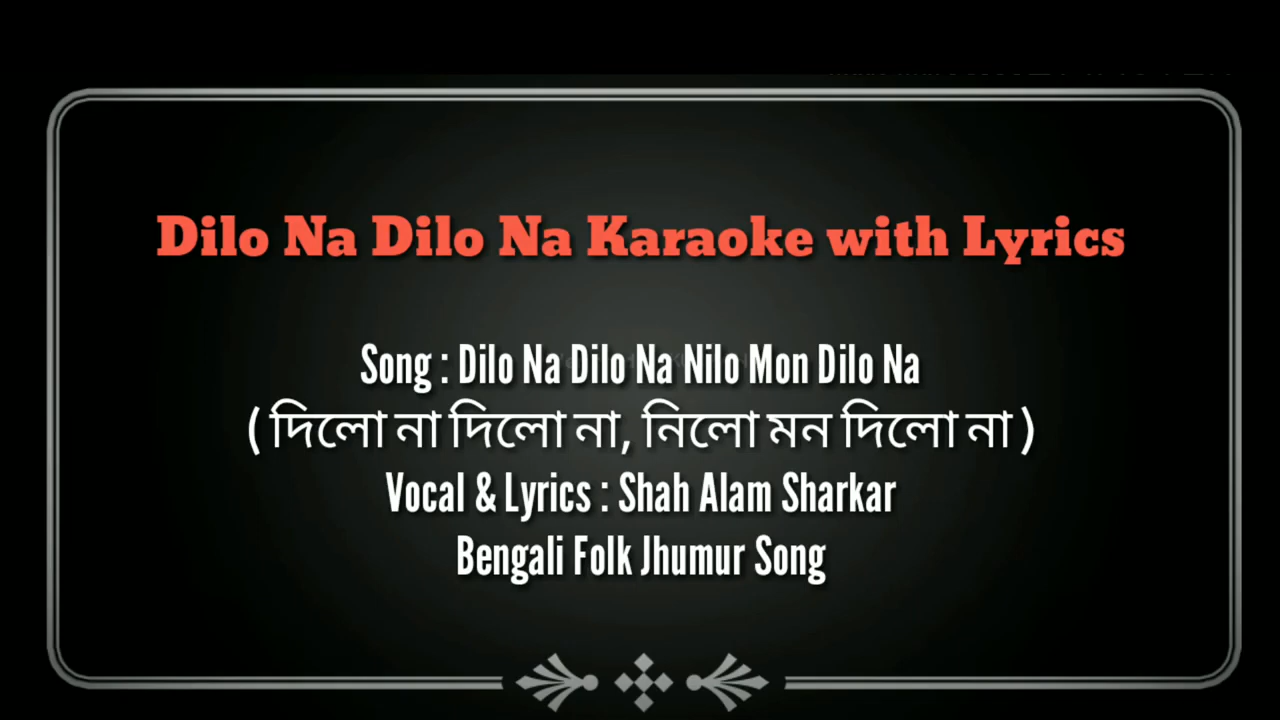 Dilo Na Dilo Na Karaoke with Lyrics
Song : Dilo Na Dilo Na Nilo Mon Dilo Na
( দিলো না দিলো না, নিলো মন দিলো না )
Vocal & Lyrics : Shah Alam Sharkar
Bengali Folk Jhumur Song